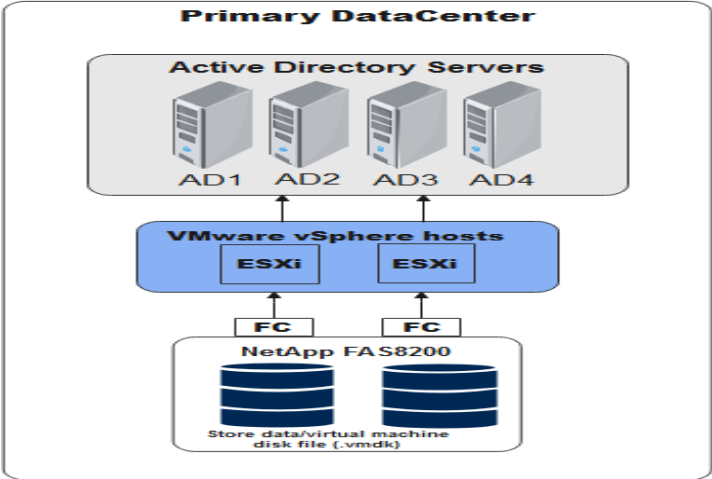 Primary DataCenter
Active Directory Servers
AD1 AD2 AD3 AD4
VMware vSphere hosts
ESXi ESXi
FC FC
NetApp FAS8200
Store data/virtual machine
disk file (.vmdk)